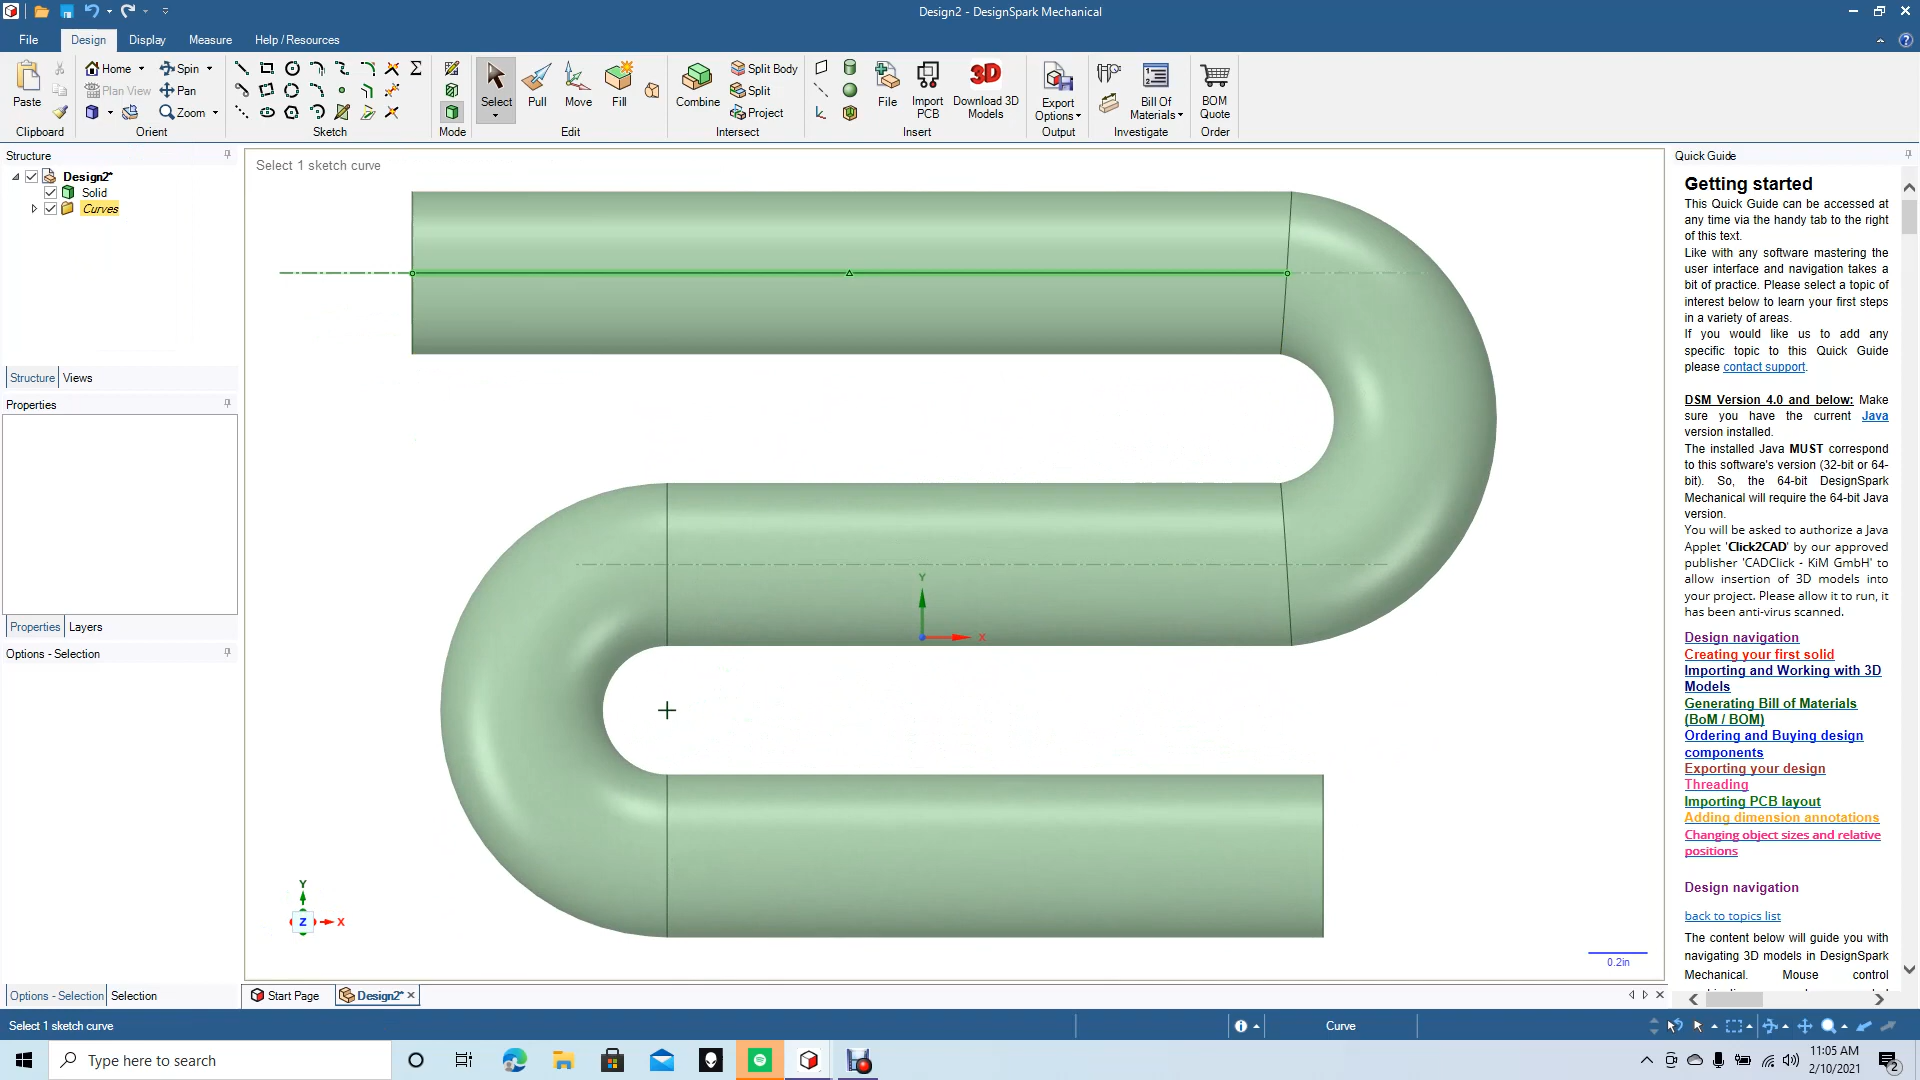 Design2 - DesignSpark Mechanical
File Design Display Measure Help / Resources
Paste
Home
Plan View
Spin
Pan
Zoom
Select
Pull
Move
Fill
Combine
Split Body
Split
Project
File
Import PCB
Download 3D Models
Export Options
Bill Of Materials
BOM Quote
Clipboard Orient Sketch Mode Edit Intersect Insert Output Investigate Order
Structure
Design2*
Solid
Curves
Structure Views
Properties
Properties Layers
Options - Selection
Options - Selection Selection
Select 1 sketch curve
Y
X
Y
Z
X
0.2in
Start Page Design2*
Quick Guide
Getting started
This Quick Guide can be accessed at
any time via the handy tab to the right
of this text.
Like with any software mastering the
user interface and navigation takes a
bit of practice. Please select a topic of
interest below to learn your first steps
in a variety of areas.
If you would like us to add any
specific topic to this Quick Guide
please contact support.
DSM Version 4.0 and below: Make
sure you have the current Java
version installed.
The installed Java MUST correspond
to this software's version (32-bit or 64-
bit). So, the 64-bit DesignSpark
Mechanical will require the 64-bit Java
version.
You will be asked to authorize a Java
Applet 'Click2CAD' by our approved
publisher 'CADClick - KiM GmbH' to
allow insertion of 3D models into
your project. Please allow it to run, it
has been anti-virus scanned.
Design navigation
Creating your first solid
Importing and Working with 3D
Models
Generating Bill of Materials
(BoM / BOM)
Ordering and Buying design
components
Exporting your design
Threading
Importing PCB layout
Adding dimension annotations
Changing object sizes and relative
positions
Design navigation
back to topics list
The content below will guide you with
navigating 3D models in DesignSpark
Mechanical. Mouse control
Select 1 sketch curve
Curve
Type here to search
11:05 AM
2/10/2021
2